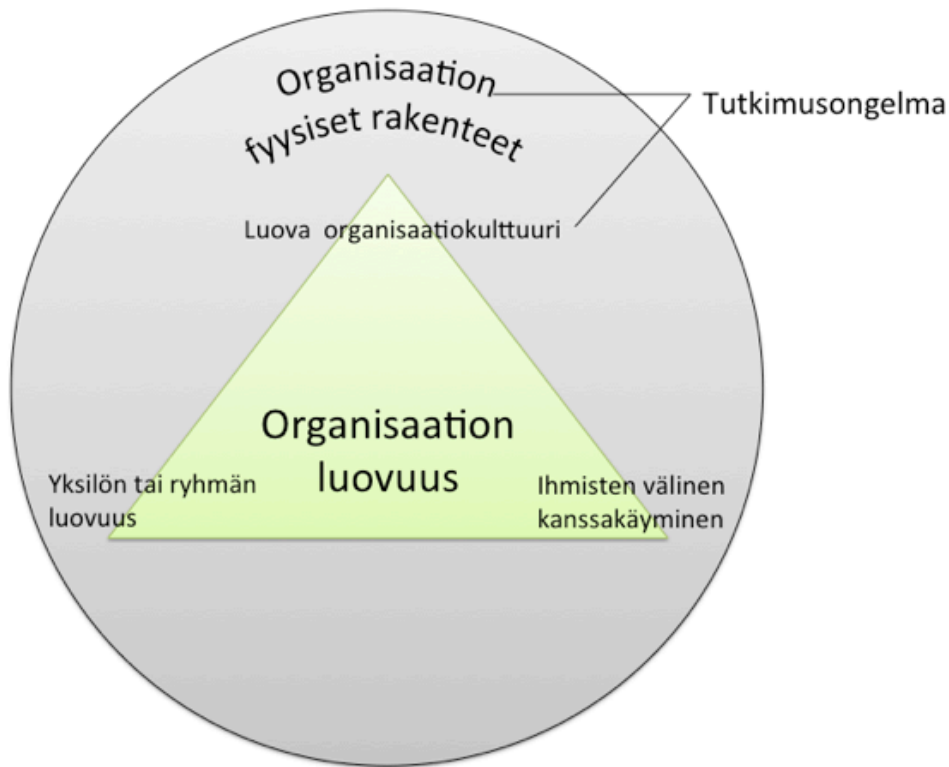 Organisaation
fyysiset rakenteet
Tutkimusongelma
Luova organisaatiokulttuuri
Organisaation
luovuus
Yksilön tai ryhmän
luovuus
Ihmisten välinen
kanssakäyminen